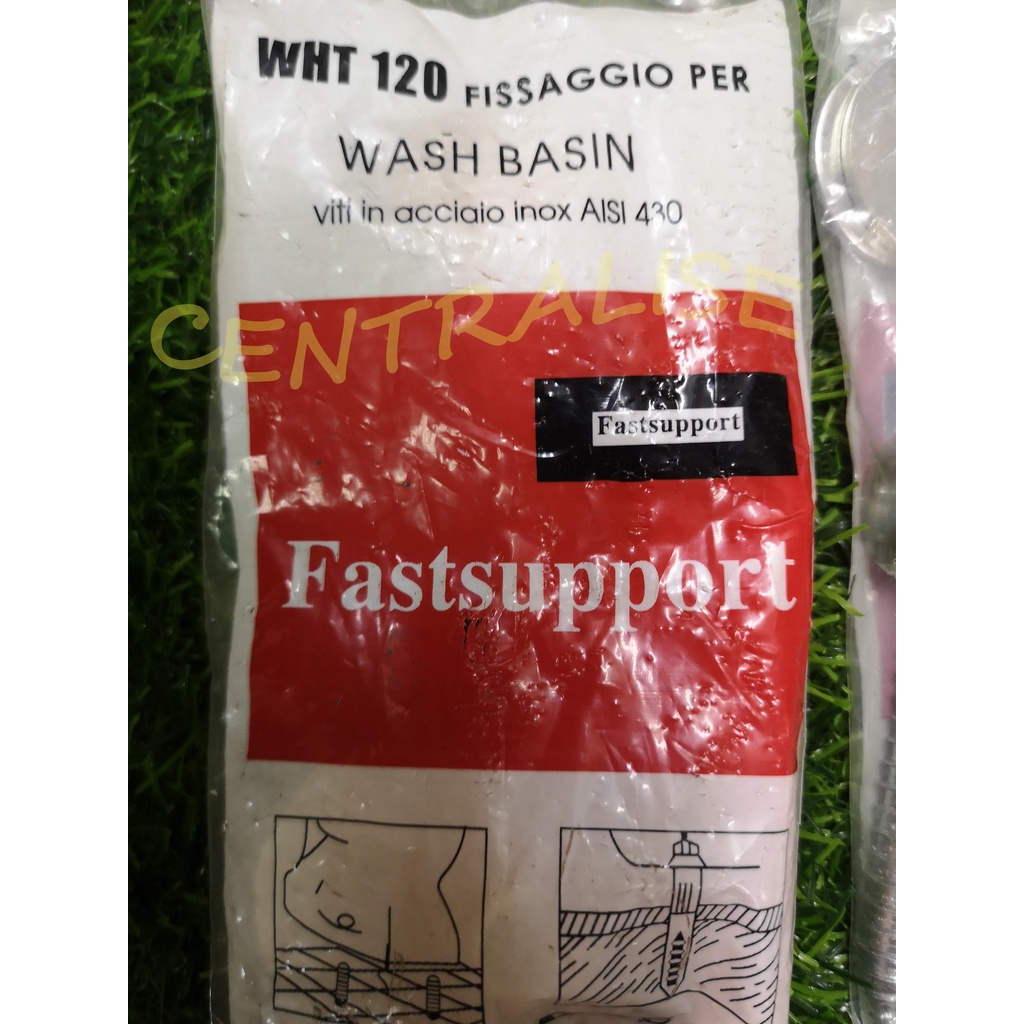 WHT 120 FISSAGGIO PER
WASH BASIN
viti in acciaio inox AISI 430
CENTRALISE
Fastsupport
Fastsupport